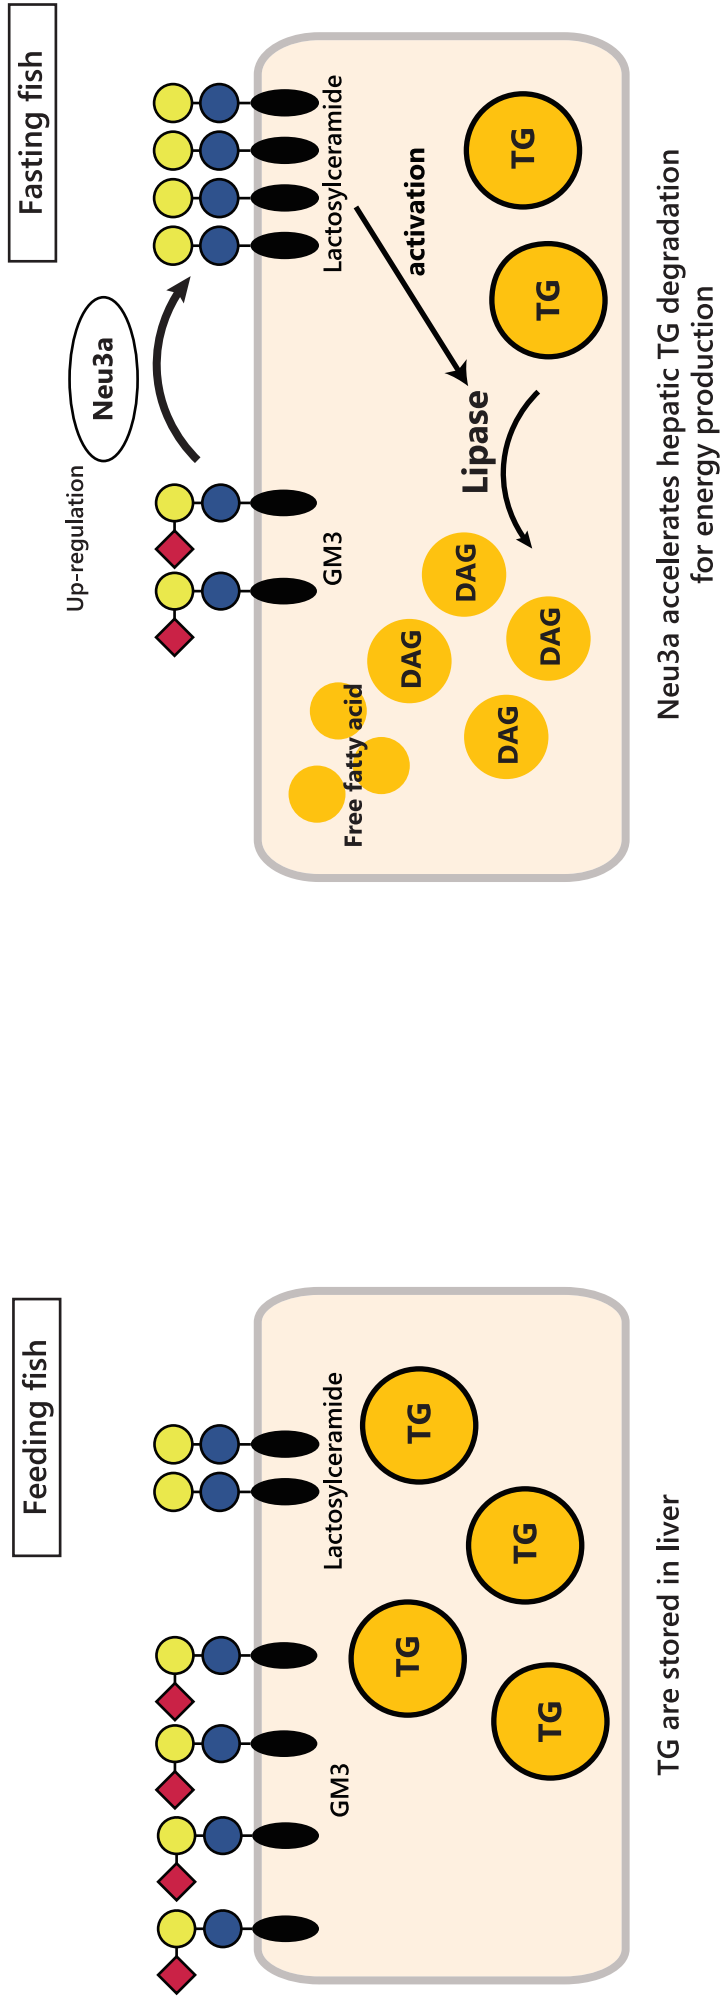 Feeding fish
GM3
Lactosylceramide
TG
TG
TG
TG
TG are stored in liver
Fasting fish
Up-regulation
Neu3a
GM3
Lactosylceramide
activation
Free fatty acid
DAG
DAG
DAG
DAG
Lipase
TG
TG
Neu3a accelerates hepatic TG degradation
for energy production